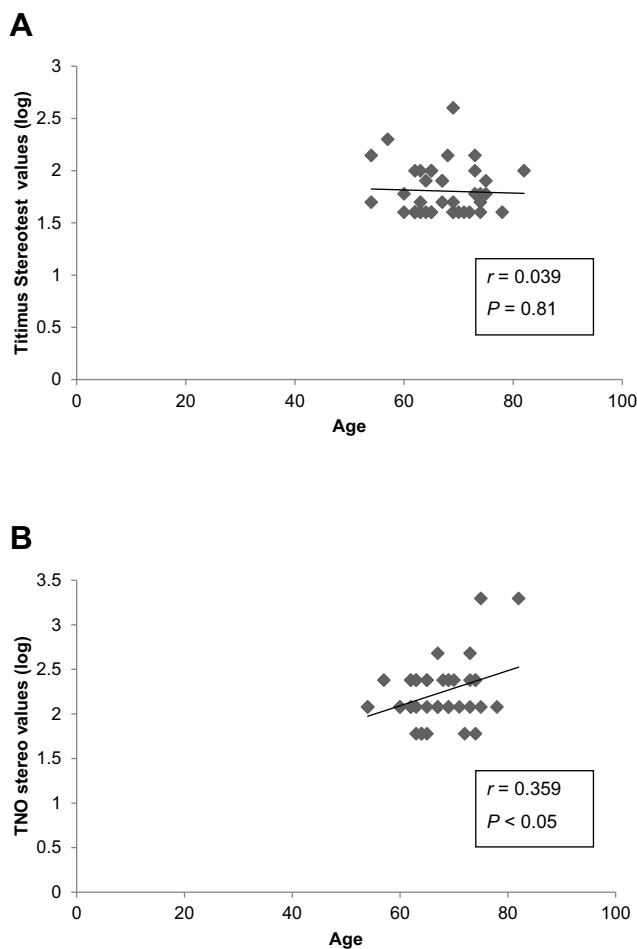 A
Titimus Stereotest values (log)
3
2.5
2
1.5
1
0.5
0
r = 0.039
P = 0.81
0 20 40 60 80 100
Age
B
TNO stereo values (log)
3.5
3
2.5
2
1.5
1
0.5
0
r = 0.359
P < 0.05
0 20 40 60 80 100
Age